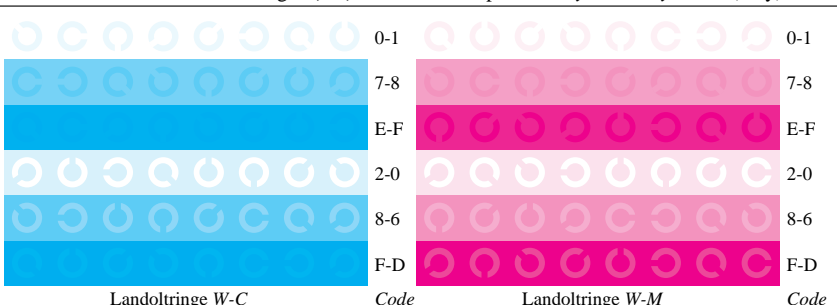 0-1 0-1
7-8 7-8
E-F E-F
2-0 2-0
8-6 8-6
F-D F-D
Landoltringe W-C Code Landoltringe W-M Code